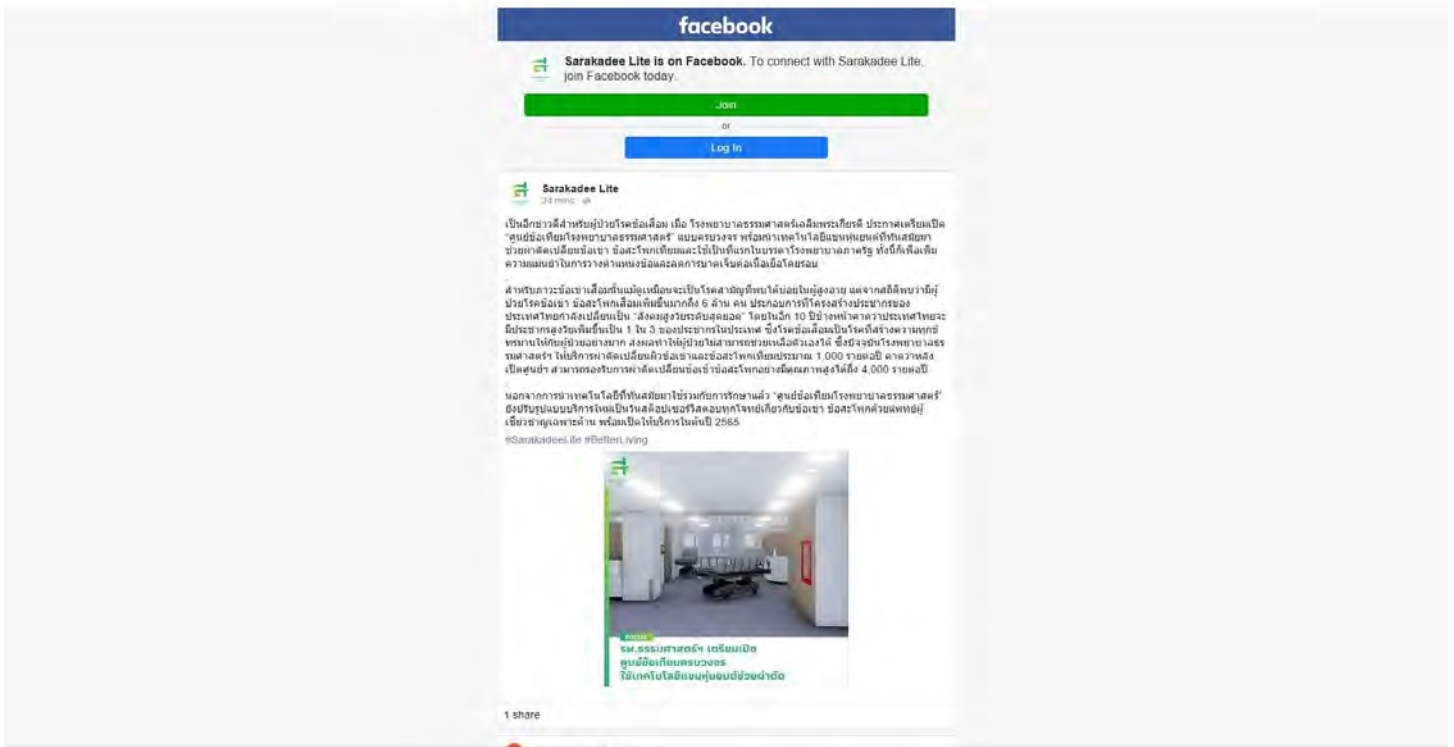 facebook
Sarakadee Lite is on Facebook. To connect with Sarakadee Lite,
join Facebook today.
Join
or
Log In
Sarakadee Lite
24 mins
เป็นอีกข่าวดีสำหรับผู้ป่วยโรคข้อเสื่อม เมื่อ โรงพยาบาลธรรมศาสตร์เฉลิมพระเกียรติ ประกาศเตรียมเปิด
“ศูนย์ข้อเทียมโรงพยาบาลธรรมศาสตร์” แบบครบวงจร พร้อมนำเทคโนโลยีแขนหุ่นยนต์ที่ทันสมัยมา
ช่วยผ่าตัดเปลี่ยนข้อเข่า ข้อสะโพกเทียมและใช้เป็นที่แรกในบรรดาโรงพยาบาลภาครัฐ ทั้งนี้ก็เพื่อเพิ่ม
ความแม่นยำในการวางตำแหน่งข้อและลดการบาดเจ็บต่อเนื้อเยื่อโดยรอบ
.
สำหรับภาวะข้อเข่าเสื่อมนั้นแม้ดูเหมือนจะเป็นโรคสามัญที่พบได้บ่อยในผู้สูงอายุ แต่จากสถิติพบว่ามีผู้
ป่วยโรคข้อเข่า ข้อสะโพกเสื่อมเพิ่มขึ้นมากถึง 6 ล้าน คน ประกอบการที่โครงสร้างประชากรของ
ประเทศไทยกำลังเปลี่ยนเป็น “สังคมสูงวัยระดับสุดยอด” โดยในอีก 10 ปีข้างหน้าคาดว่าประเทศไทยจะ
มีประชากรสูงวัยเพิ่มขึ้นเป็น 1 ใน 3 ของประชากรในประเทศ ซึ่งโรคข้อเสื่อมเป็นโรคที่สร้างความทุกข์
ทรมานให้กับผู้ป่วยอย่างมาก ส่งผลทำให้ผู้ป่วยไม่สามารถช่วยเหลือตัวเองได้ ซึ่งปัจจุบันโรงพยาบาลธร
รมศาสตร์ฯ ให้บริการผ่าตัดเปลี่ยนผิวข้อเข่าและข้อสะโพกเทียมประมาณ 1,000 รายต่อปี คาดว่าหลัง
เปิดศูนย์ฯ สามารถรองรับการผ่าตัดเปลี่ยนข้อเข่าข้อสะโพกอย่างมีคุณภาพสูงได้ถึง 4,000 รายต่อปี
.
นอกจากการนำเทคโนโลยีที่ทันสมัยมาใช้ร่วมกับการรักษาแล้ว “ศูนย์ข้อเทียมโรงพยาบาลธรรมศาสตร์”
ยังปรับรูปแบบบริการใหม่เป็นวันสต็อปเซอร์วิสตอบทุกโจทย์เกี่ยวกับข้อเข่า ข้อสะโพกด้วยแพทย์ผู้
เชี่ยวชาญเฉพาะด้าน พร้อมเปิดให้บริการในต้นปี 2565
#SarakadeeLite #BetterLiving
FOCUS
รพ.ธรรมศาสตร์ฯ เตรียมเปิด
ศูนย์ข้อเทียมครบวงจร
ใช้เทคโนโลยีแขนหุ่นยนต์ช่วยผ่าตัด
1 share